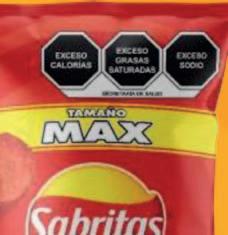 EXCESO CALORÍAS
EXCESO GRASAS SATURADAS
EXCESO SODIO
SECRETARÍA DE SALUD
TAMAÑO
MAX
Sabritas